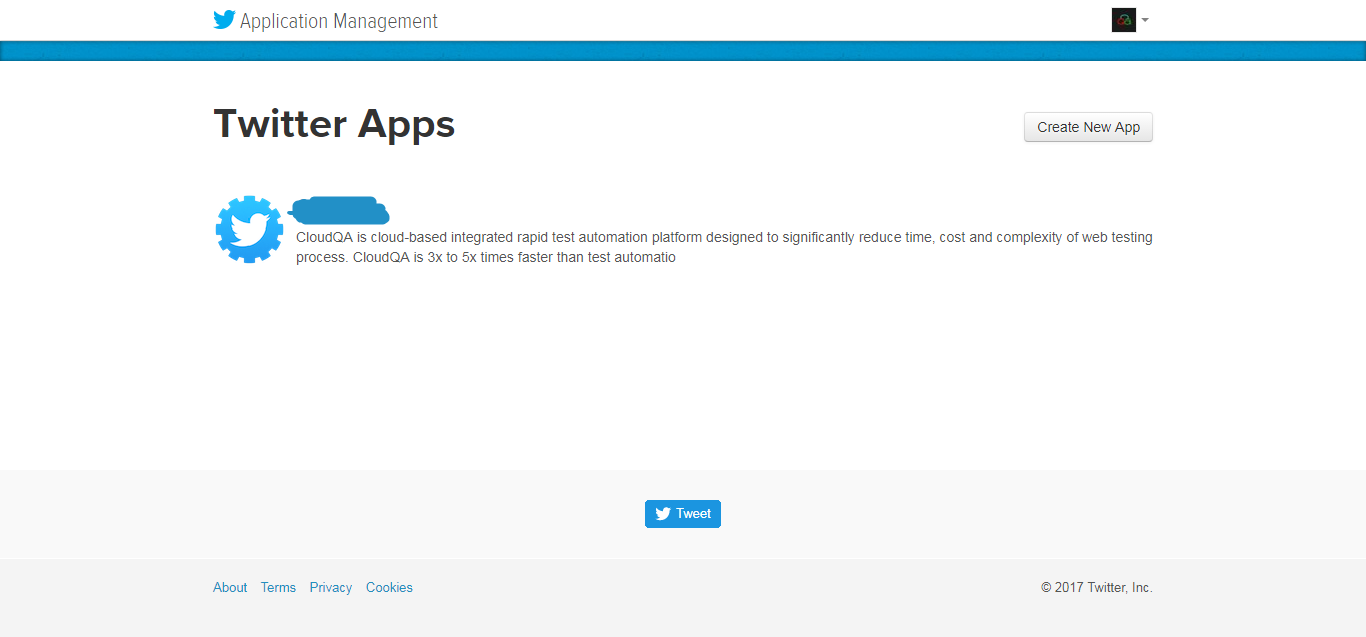 Application Management
Twitter Apps
Create New App
CloudQA is cloud-based integrated rapid test automation platform designed to significantly reduce time, cost and complexity of web testing
process. CloudQA is 3x to 5x times faster than test automatio
Tweet
About Terms Privacy Cookies
© 2017 Twitter, Inc.